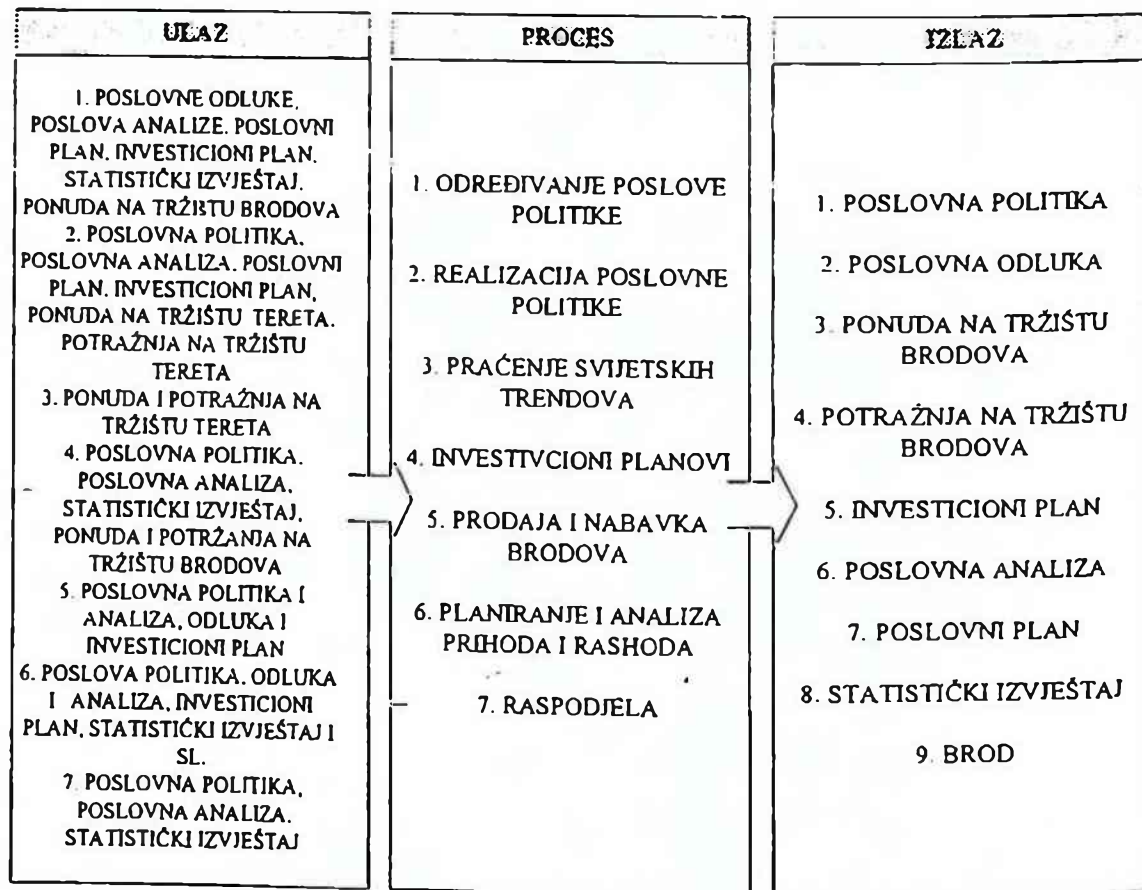 ULAZ
1. POSLOVNE ODLUKE,
POSLOVA ANALIZE. POSLOVNI
PLAN. INVESTICIONI PLAN.
STATISTIČKI IZVJEŠTAJ.
PONUDA NA TRŽIŠTU BRODOVA
2. POSLOVNA POLITIKA,
POSLOVNA ANALIZA. POSLOVNI
PLAN. INVESTICIONI PLAN,
PONUDA NA TRŽIŠTU TERETA.
POTRAŽNJA NA TRŽIŠTU
TERETA
3. PONUDA I POTRAŽNJA NA
TRŽIŠTU TERETA
4. POSLOVNA POLITIKA.
POSLOVNA ANALIZA,
STATISTIČKI IZVJEŠTAJ,
PONUDA I POTRŽANJA NA
TRŽIŠTU BRODOVA
5. POSLOVNA POLITIKA I
ANALIZA, ODLUKA I
INVESTICIONI PLAN
6. POSLOVA POLITIKA, ODLUKA
I ANALIZA, INVESTICIONI
PLAN, STATISTIČKI IZVJEŠTAJ I
SL.
7. POSLOVNA POLITIKA,
POSLOVNA ANALIZA.
STATISTIČKI IZVJEŠTAJ
PROCES
1. ODREĐIVANJE POSLOVE
POLITIKE
2. REALIZACIJA POSLOVNE
POLITIKE
3. PRAĆENJE SVIJETSKIH
TRENDOVA
4. INVESTIVCIONI PLANOVI
5. PRODAJA I NABAVKA
BRODOVA
6. PLANIRANJE I ANALIZA
PRIHODA I RASHODA
7. RASPODJELA
IZLAZ
1. POSLOVNA POLITIKA
2. POSLOVNA ODLUKA
3. PONUDA NA TRŽIŠTU
BRODOVA
4. POTRAŽNJA NA TRŽIŠTU
BRODOVA
5. INVESTICIONI PLAN
6. POSLOVNA ANALIZA
7. POSLOVNI PLAN
8. STATISTIČKI IZVJEŠTAJ
9. BROD